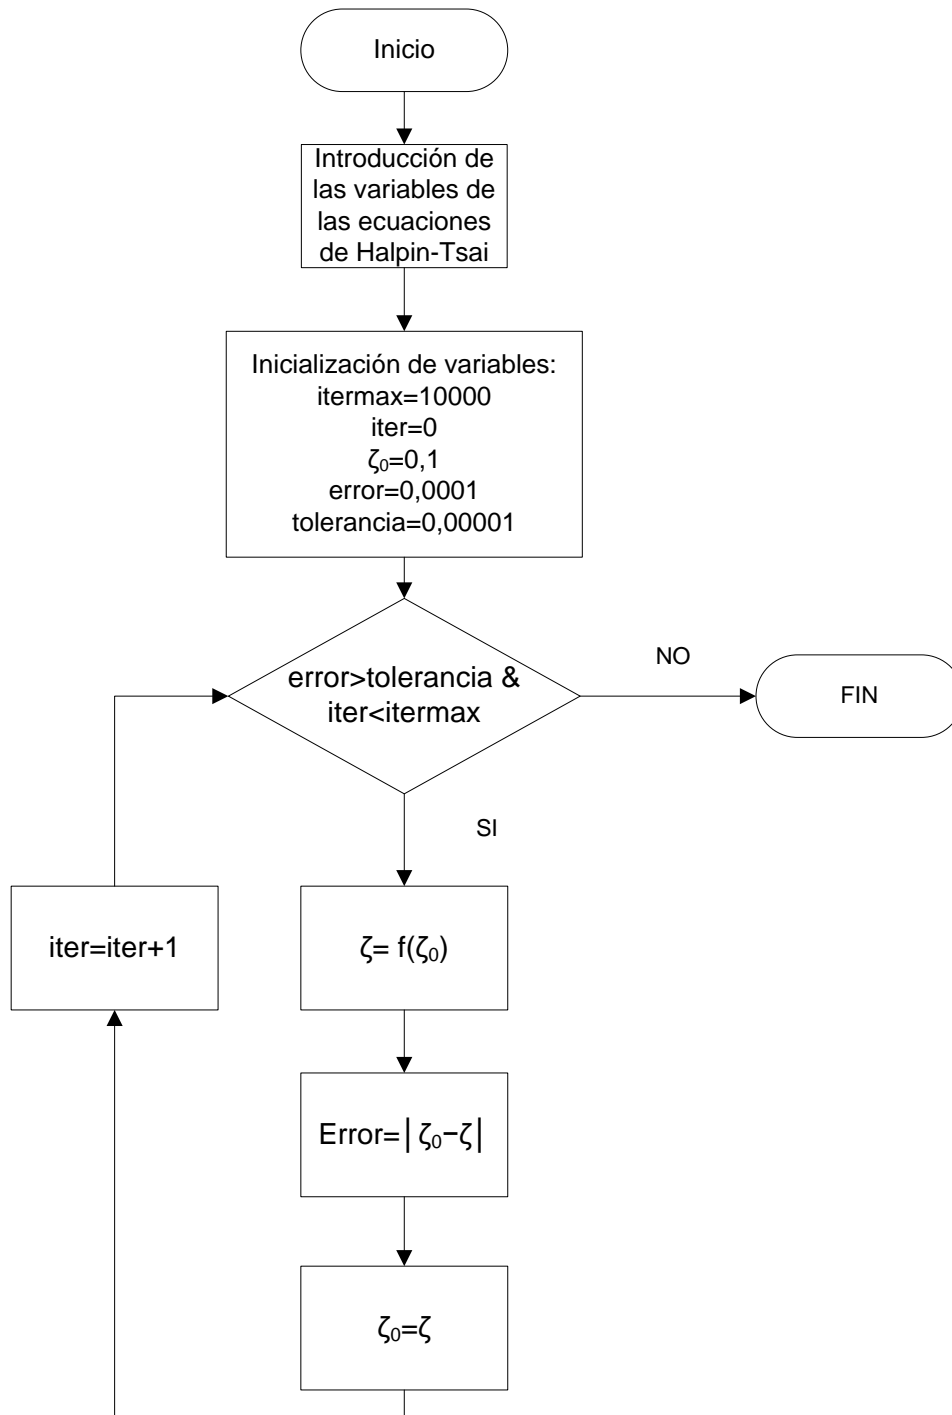 Inicio
Introducción de
las variables de
las ecuaciones
de Halpin-Tsai
Inicialización de variables:
itermax=10000
iter=0
ζ₀=0,1
error=0,0001
tolerancia=0,00001
error>tolerancia &
iter<itermax
NO
FIN
SI
iter=iter+1
ζ= f(ζ₀)
Error=│ζ₀−ζ│
ζ₀=ζ